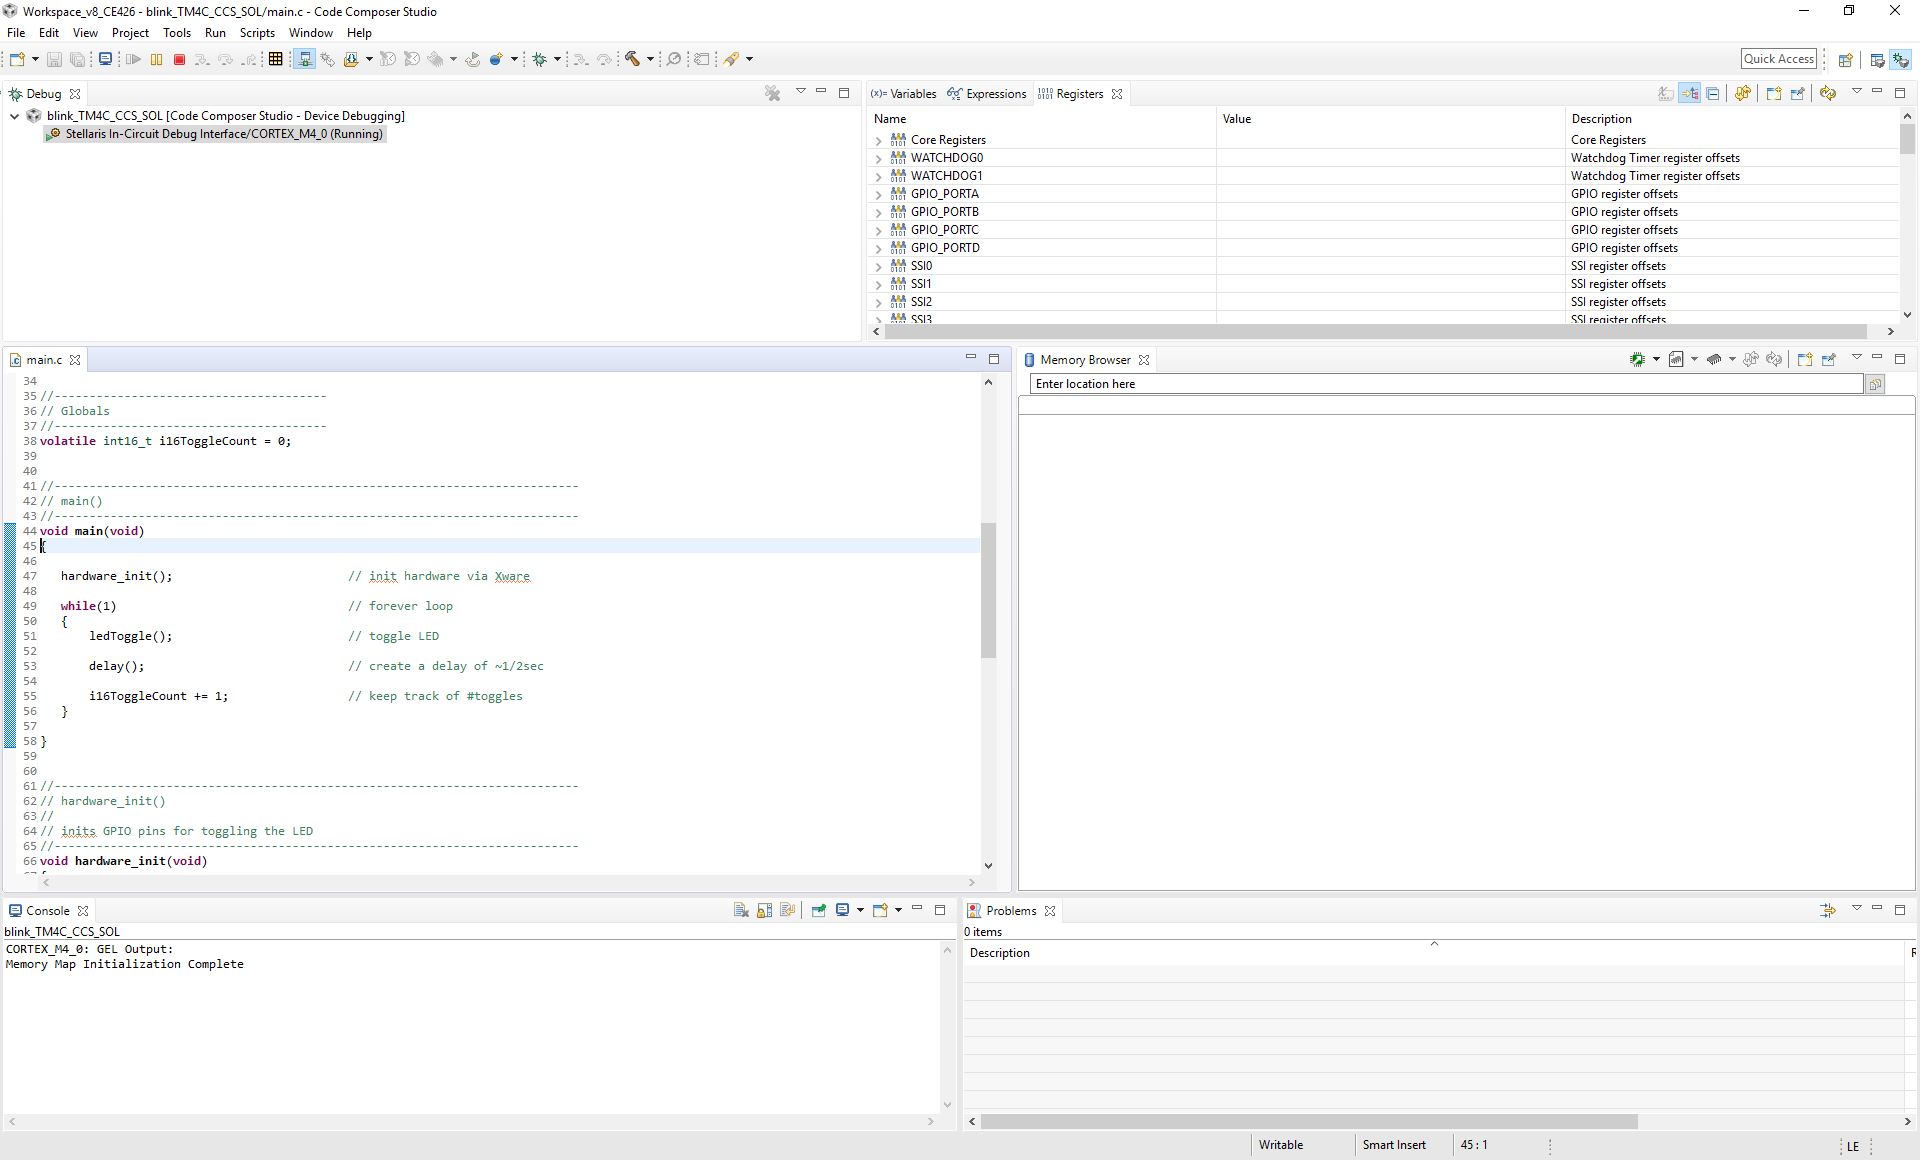 Workspace_v8_CE426 - blink_TM4C_CCS_SOL/main.c - Code Composer Studio
File Edit View Project Tools Run Scripts Window Help
Quick Access
Debug
blink_TM4C_CCS_SOL [Code Composer Studio - Device Debugging]
Stellaris In-Circuit Debug Interface/CORTEX_M4_0 (Running)
(x)= Variables Expressions Registers
Name Value Description
Core Registers Core Registers
WATCHDOG0 Watchdog Timer register offsets
WATCHDOG1 Watchdog Timer register offsets
GPIO_PORTA GPIO register offsets
GPIO_PORTB GPIO register offsets
GPIO_PORTC GPIO register offsets
GPIO_PORTD GPIO register offsets
SSI0 SSI register offsets
SSI1 SSI register offsets
SSI2 SSI register offsets
SSI3 SSI register offsets
main.c
34
35 //---------------------------------------
36 // Globals
37 //---------------------------------------
38 volatile int16_t i16ToggleCount = 0;
39
40
41 //---------------------------------------------------------------------------
42 // main()
43 //---------------------------------------------------------------------------
44 void main(void)
45 {
46
47 hardware_init(); // init hardware via Xware
48
49 while(1) // forever loop
50 {
51 ledToggle(); // toggle LED
52
53 delay(); // create a delay of ~1/2sec
54
55 i16ToggleCount += 1; // keep track of #toggles
56 }
57
58 }
59
60
61 //---------------------------------------------------------------------------
62 // hardware_init()
63 //
64 // inits GPIO pins for toggling the LED
65 //---------------------------------------------------------------------------
66 void hardware_init(void)
67 {
Memory Browser
Enter location here
Console
blink_TM4C_CCS_SOL
CORTEX_M4_0: GEL Output:
Memory Map Initialization Complete
Problems
0 items
Description R
Writable Smart Insert 45 : 1 LE